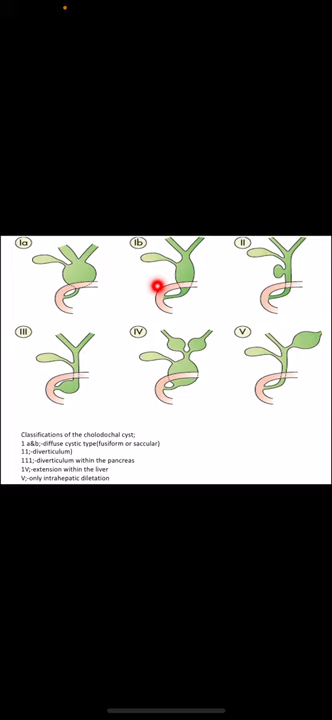 Ia
Ib
II
III
IV
V
Classifications of the cholodochal cyst;
1 a&b;-diffuse cystic type(fusiform or saccular)
11;-diverticulum)
111;-diverticulum within the pancreas
1V;-extension within the liver
V;-only intrahepatic diletation